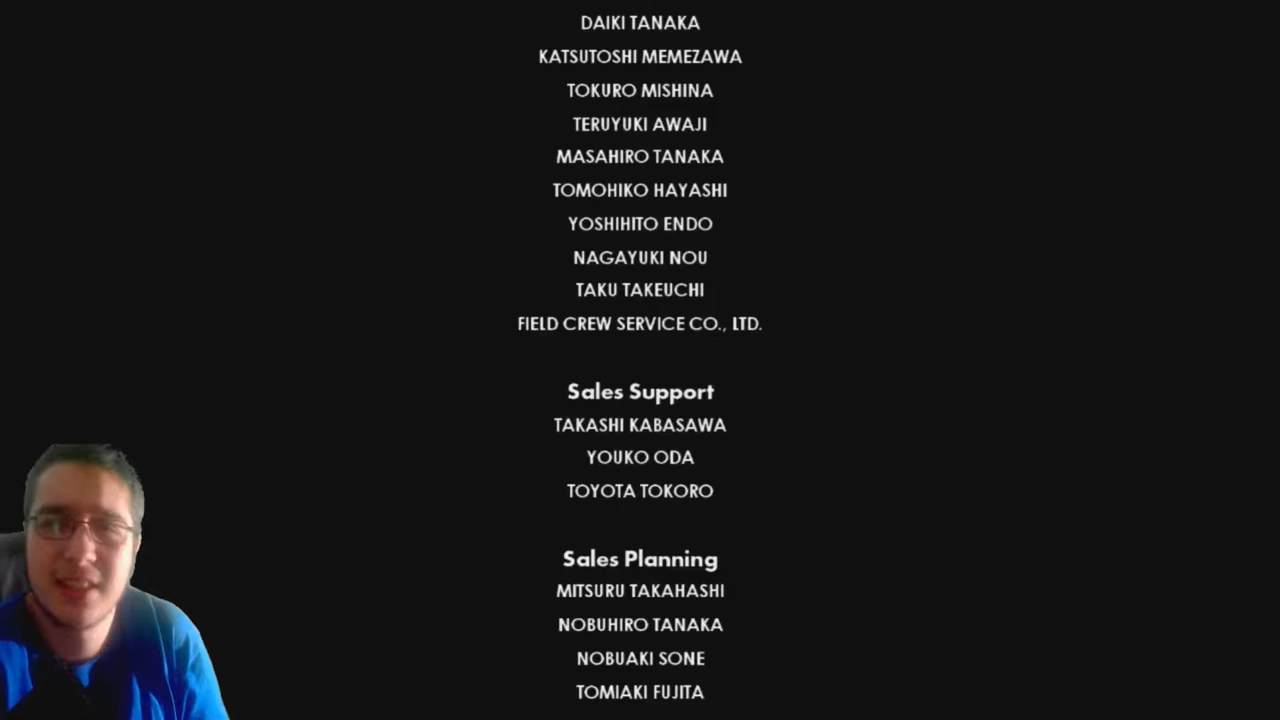 DAIKI TANAKA
KATSUTOSHI MEMEZAWA
TOKURO MISHINA
TERUYUKI AWAJI
MASAHIRO TANAKA
TOMOHIKO HAYASHI
YOSHIHITO ENDO
NAGAYUKI NOU
TAKU TAKEUCHI
FIELD CREW SERVICE CO., LTD.
Sales Support
TAKASHI KABASAWA
YOUKO ODA
TOYOTA TOKORO
Sales Planning
MITSURU TAKAHASHI
NOBUHIRO TANAKA
NOBUAKI SONE
TOMIAKI FUJITA